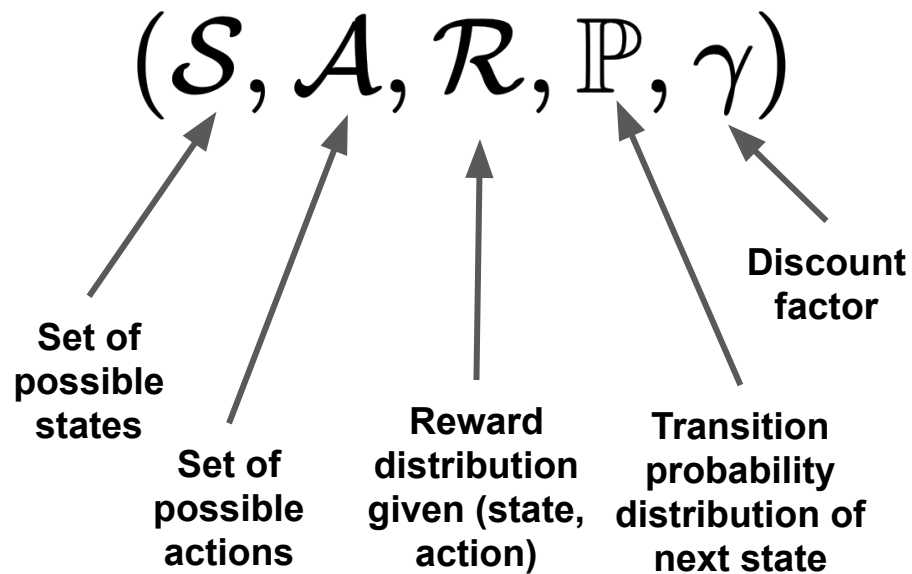 (𝒮, 𝒜, ℛ, ℙ, γ)
Set of
possible
states
Set of
possible
actions
Reward
distribution
given (state,
action)
Transition
probability
distribution of
next state
Discount
factor